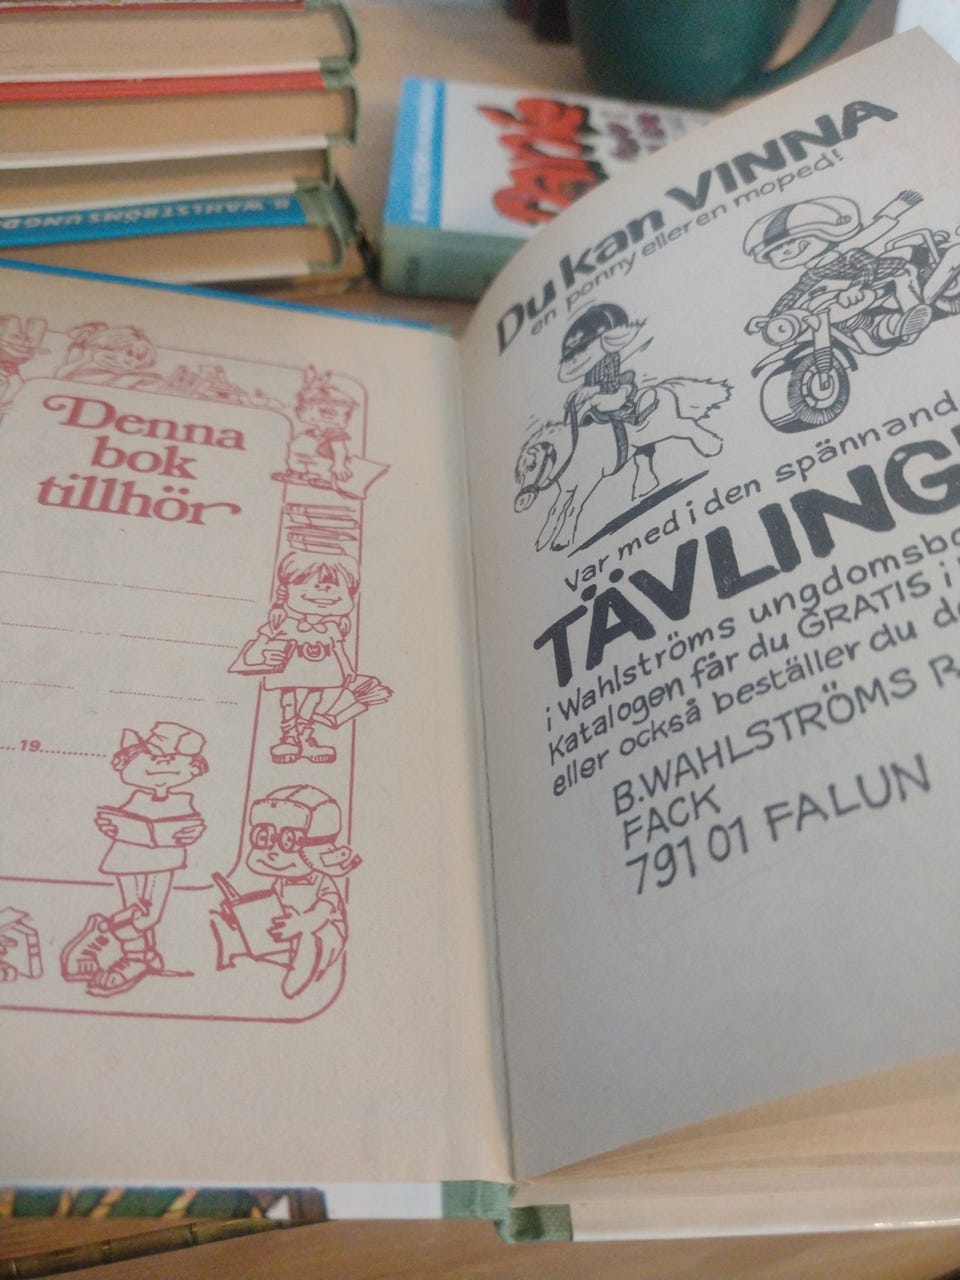 B. WAHLSTRÖMS UNGD
Denna
bok
tillhör
19
Du kan VINNA
en ponny eller en moped!
Var med i den spännand
TÄVLING
i Wahlströms ungdomsbo
Katalogen får du GRATIS i
eller också beställer du
B.WAHLSTRÖMS
FACK
791 01 FALUN